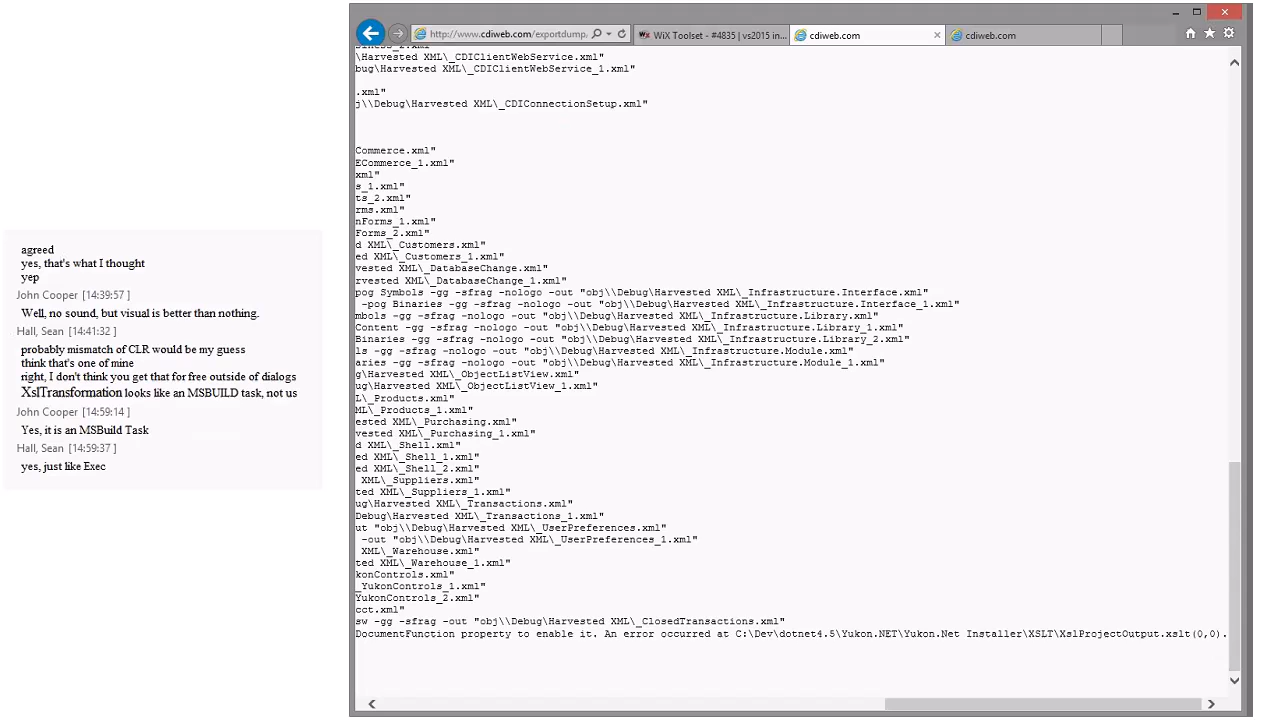 agreed
yes, that's what I thought
yep
John Cooper [14:39:57 ]
Well, no sound, but visual is better than nothing.
Hall, Sean [14:41:32 ]
probably mismatch of CLR would be my guess
think that's one of mine
right, I don't think you get that for free outside of dialogs
XslTransformation looks like an MSBUILD task, not us
John Cooper [14:59:14 ]
Yes, it is an MSBuild Task
Hall, Sean [14:59:37 ]
yes, just like Exec
http://www.cdiweb.com/exportdump.
WiX Toolset - #4835 | vs2015 in...
cdiweb.com
cdiweb.com
\Harvested XML\_CDIClientWebService.xml"
bug\Harvested XML\_CDIClientWebService_1.xml"
.xml"
j\\Debug\Harvested XML\_CDIConnectionSetup.xml"
Commerce.xml"
ECommerce_1.xml"
xml"
s_1.xml"
ts_2.xml"
rms.xml"
nForms_1.xml"
Forms_2.xml"
d XML\_Customers.xml"
ed XML\_Customers_1.xml"
vested XML\_DatabaseChange.xml"
rvested XML\_DatabaseChange_1.xml"
pog Symbols -gg -sfrag -nologo -out "obj\\Debug\Harvested XML\_Infrastructure.Interface.xml"
-pog Binaries -gg -sfrag -nologo -out "obj\\Debug\Harvested XML\_Infrastructure.Interface_1.xml"
mbols -gg -sfrag -nologo -out "obj\\Debug\Harvested XML\_Infrastructure.Library.xml"
Content -gg -sfrag -nologo -out "obj\\Debug\Harvested XML\_Infrastructure.Library_1.xml"
Binaries -gg -sfrag -nologo -out "obj\\Debug\Harvested XML\_Infrastructure.Library_2.xml"
ls -gg -sfrag -nologo -out "obj\\Debug\Harvested XML\_Infrastructure.Module.xml"
aries -gg -sfrag -nologo -out "obj\\Debug\Harvested XML\_Infrastructure.Module_1.xml"
g\Harvested XML\_ObjectListView.xml"
ug\Harvested XML\_ObjectListView_1.xml"
L\_Products.xml"
ML\_Products_1.xml"
ested XML\_Purchasing.xml"
vested XML\_Purchasing_1.xml"
d XML\_Shell.xml"
ed XML\_Shell_1.xml"
ed XML\_Shell_2.xml"
XML\_Suppliers.xml"
ted XML\_Suppliers_1.xml"
ug\Harvested XML\_Transactions.xml"
Debug\Harvested XML\_Transactions_1.xml"
ut "obj\\Debug\Harvested XML\_UserPreferences.xml"
-out "obj\\Debug\Harvested XML\_UserPreferences_1.xml"
XML\_Warehouse.xml"
ted XML\_Warehouse_1.xml"
konControls.xml"
_YukonControls_1.xml"
YukonControls_2.xml"
cct.xml"
sw -gg -sfrag -out "obj\\Debug\Harvested XML\_ClosedTransactions.xml"
DocumentFunction property to enable it. An error occurred at C:\Dev\dotnet4.5\Yukon.NET\Yukon.Net Installer\XSLT\XslProjectOutput.xslt(0,0).